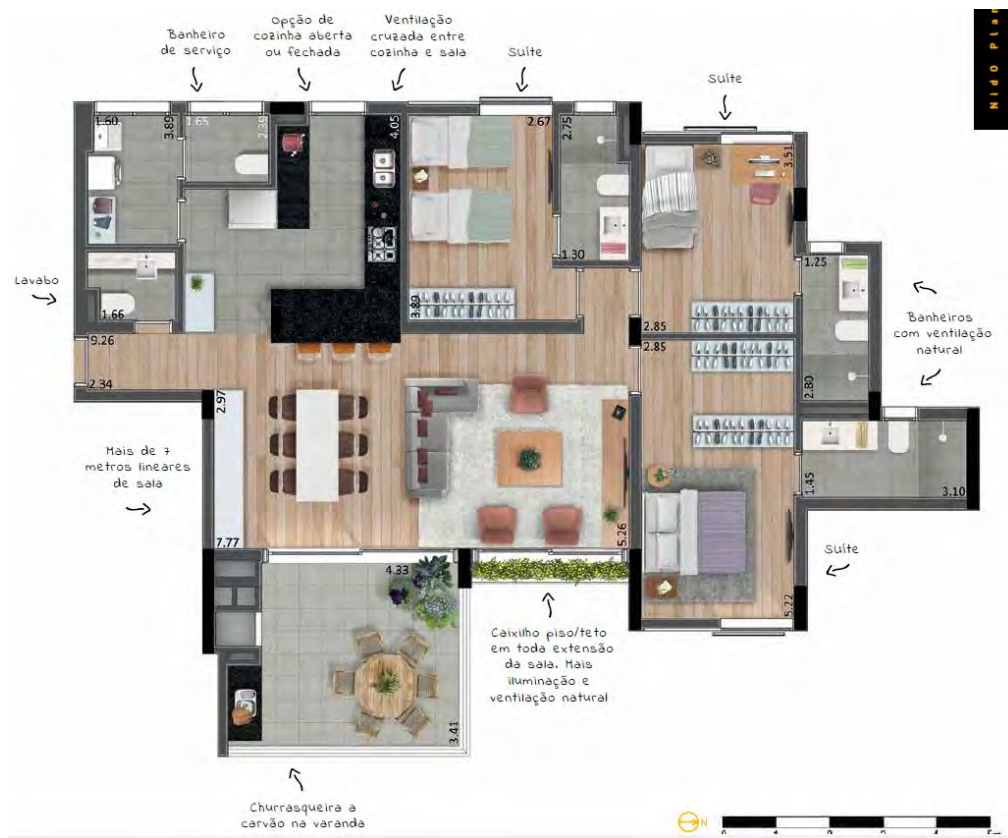 Nido Plan
Banheiro
de serviço
Opção de
cozinha aberta
ou fechada
Ventilação
cruzada entre
cozinha e sala
Suíte
Suíte
1.60
3.89
1.65
2.39
4.05
2.67
2.75
3.51
1.30
3.89
1.25
Lavabo
1.66
Banheiros
com ventilação
natural
2.85
2.85
2.80
9.26
2.34
2.97
Mais de 7
metros lineares
de sala
1.45
3.10
7.77
5.26
4.33
Suíte
5.22
3.41
Caixilho piso/teto
em toda extensão
da sala. Mais
iluminação e
ventilação natural
Churrasqueira a
carvão na varanda
N